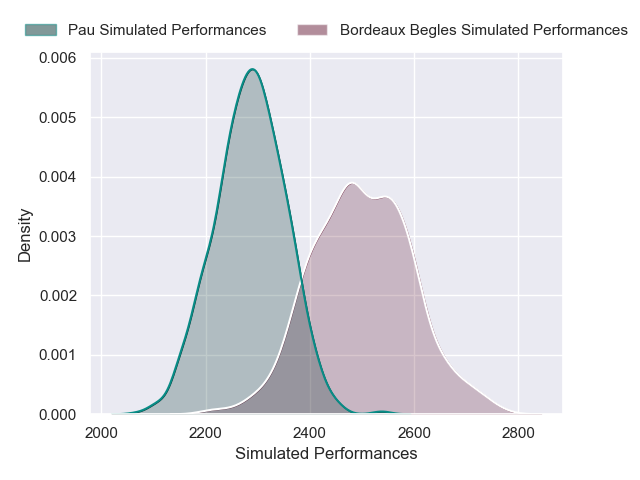 Pau Simulated Performances
Bordeaux Begles Simulated Performances
0.006
0.005
0.004
0.003
0.002
0.001
0.000
Density
2000 2200 2400 2600 2800
Simulated Performances